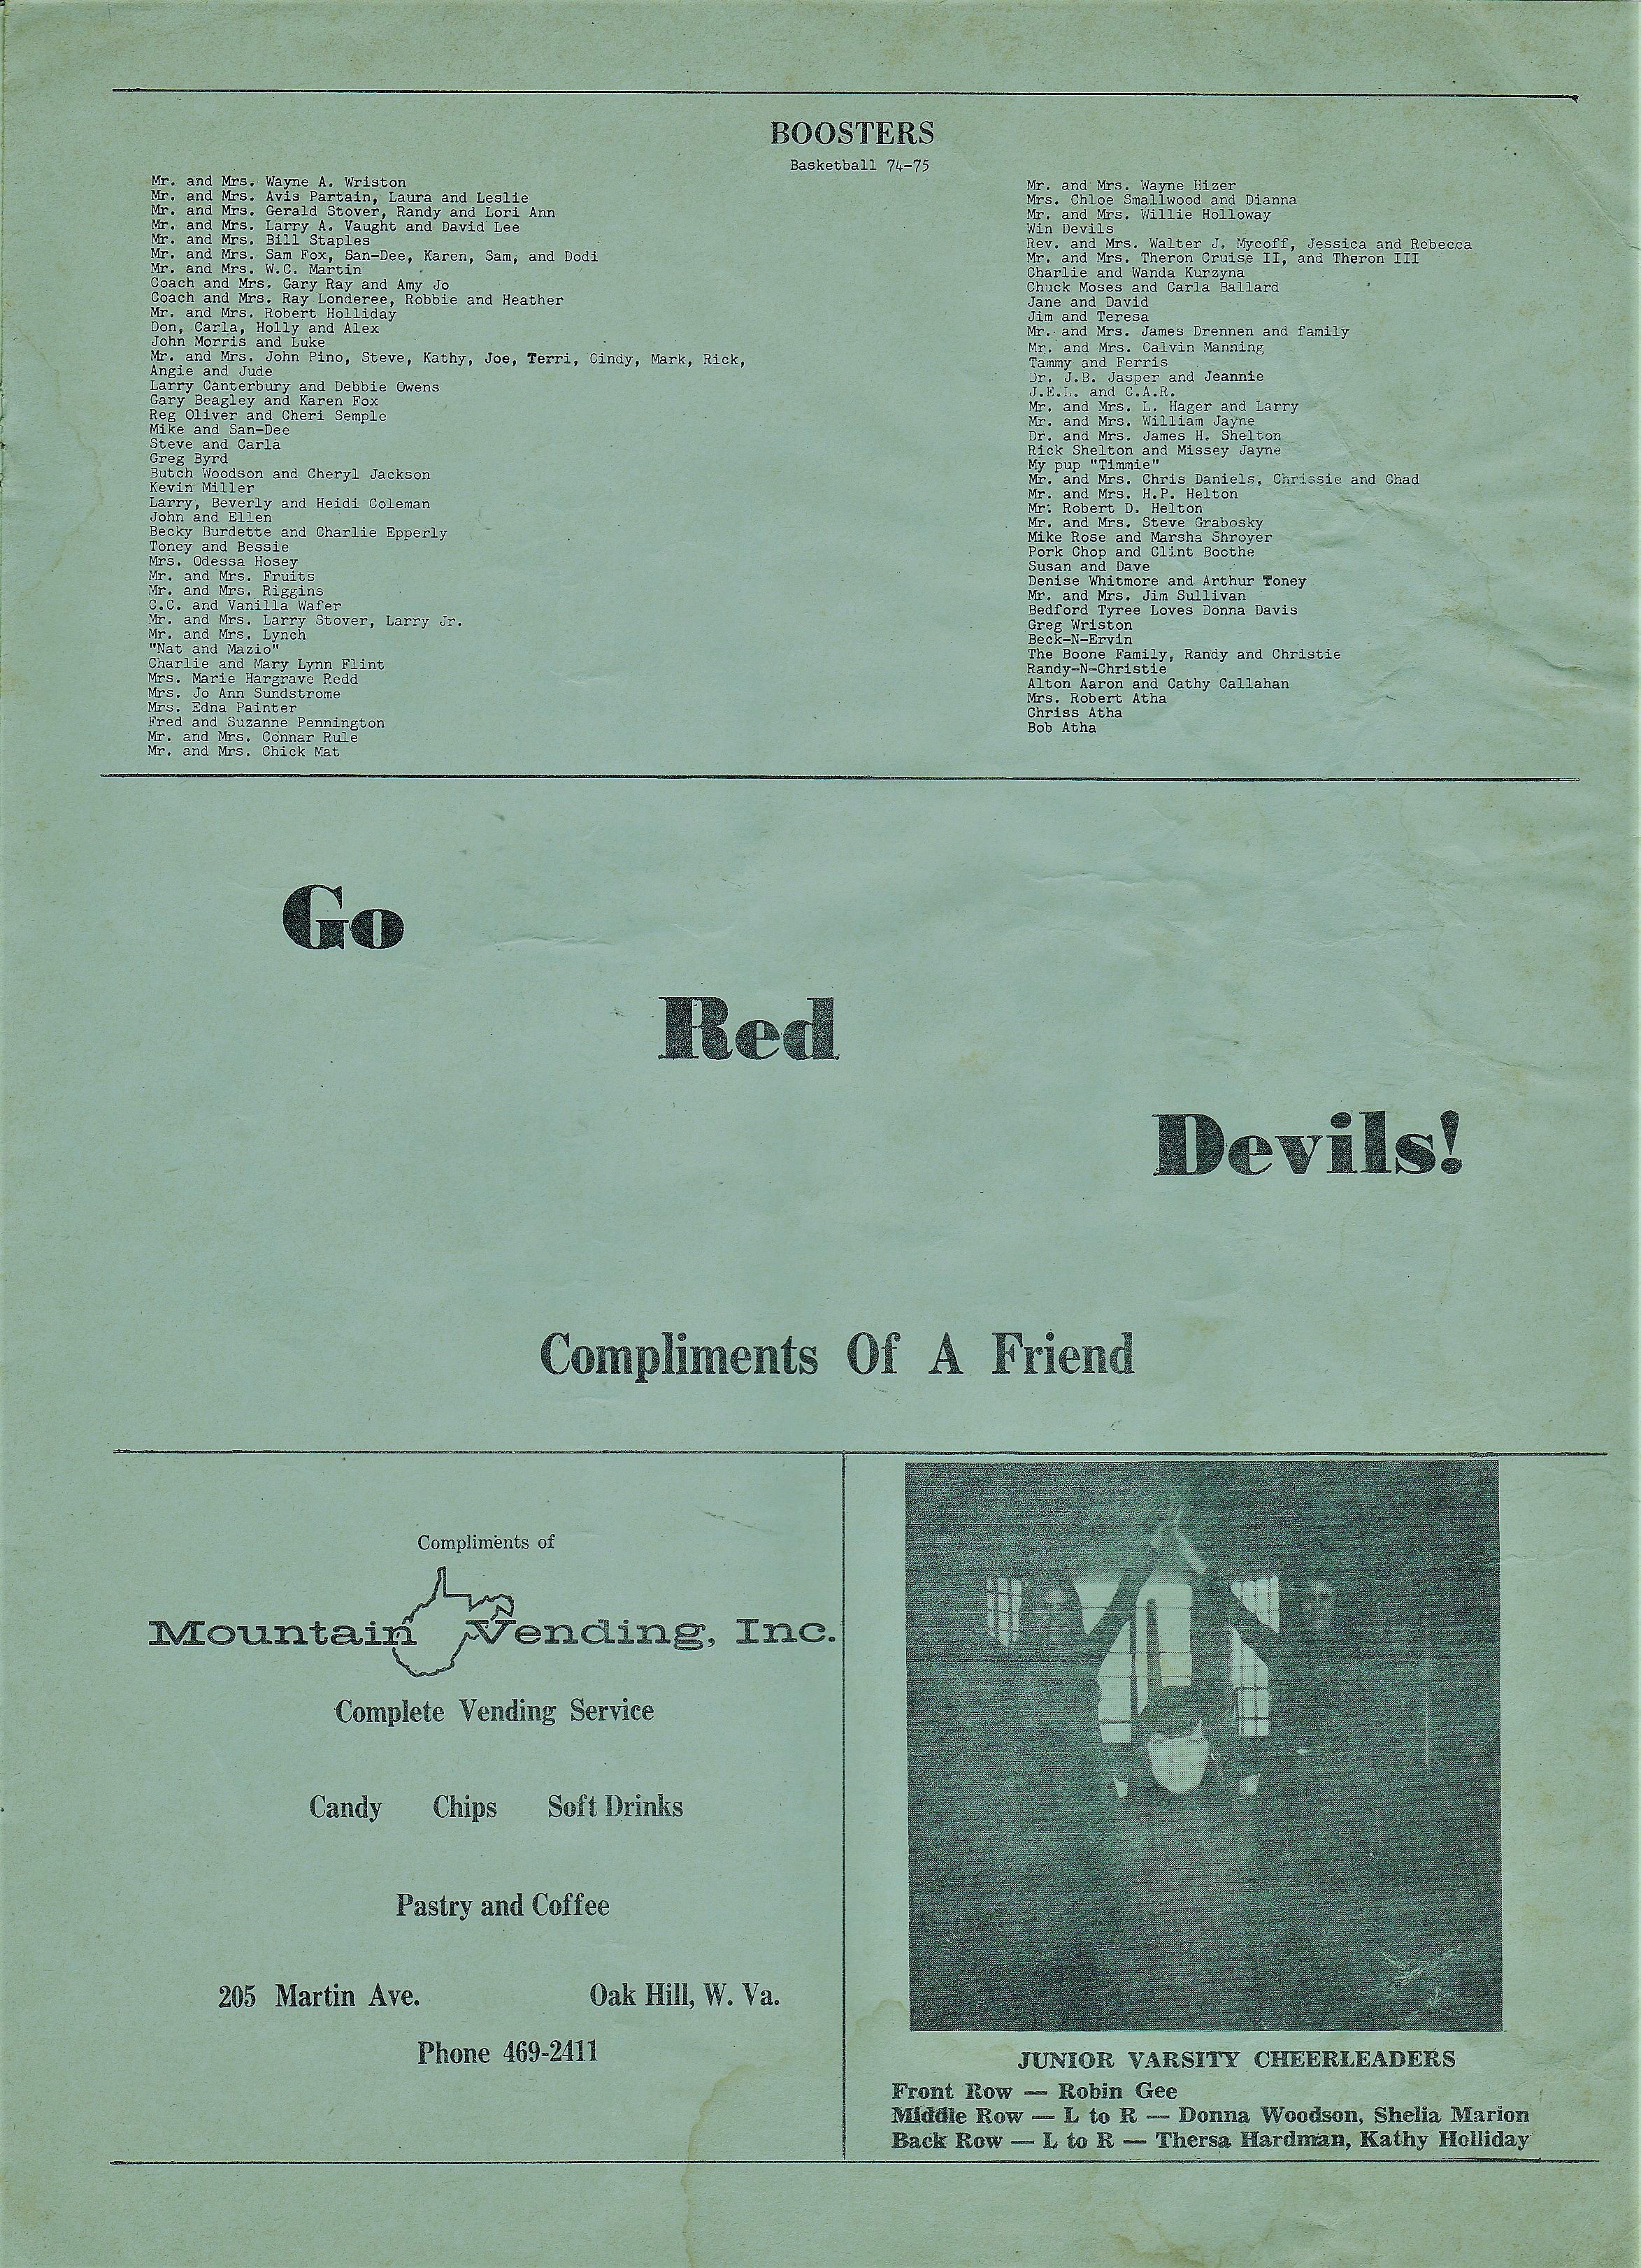 BOOSTERS
Basketball 74-75
Mr. and Mrs. Wayne A. Wriston
Mr. and Mrs. Avis Partain, Laura and Leslie
Mr. and Mrs. Gerald Stover, Randy and Lori Ann
Mr. and Mrs. Larry A. Vaught and David Lee
Mr. and Mrs. Bill Staples
Mr. and Mrs. Sam Fox, San-Dee, Karen, Sam, and Dodi
Mr. and Mrs. W.C. Martin
Coach and Mrs. Gary Ray and Amy Jo
Coach and Mrs. Ray Londeree, Robbie and Heather
Mr. and Mrs. Robert Holliday
Don, Carla, Holly and Alex
John Morris and Luke
Mr. and Mrs. John Pino, Steve, Kathy, Joe, Terri, Cindy, Mark, Rick,
Angie and Jude
Larry Canterbury and Debbie Owens
Gary Beagley and Karen Fox
Reg Oliver and Cheri Semple
Mike and San-Dee
Steve and Carla
Greg Byrd
Butch Woodson and Cheryl Jackson
Kevin Miller
Larry, Beverly and Heidi Coleman
John and Ellen
Becky Burdette and Charlie Epperly
Toney and Bessie
Mrs. Odessa Hosey
Mr. and Mrs. Fruits
Mr. and Mrs. Riggins
C.C. and Vanilla Wafer
Mr. and Mrs. Larry Stover, Larry Jr.
Mr. and Mrs. Lynch
"Nat and Mazio"
Charlie and Mary Lynn Flint
Mrs. Marie Hargrave Redd
Mrs. Jo Ann Sundstrome
Mrs. Edna Painter
Fred and Suzanne Pennington
Mr. and Mrs. Connar Rule
Mr. and Mrs. Chick Mat
Mr. and Mrs. Wayne Hizer
Mrs. Chloe Smallwood and Dianna
Mr. and Mrs. Willie Holloway
Win Devils
Rev. and Mrs. Walter J. Mycoff, Jessica and Rebecca
Mr. and Mrs. Theron Cruise II, and Theron III
Charlie and Wanda Kurzyna
Chuck Moses and Carla Ballard
Jane and David
Jim and Teresa
Mr. and Mrs. James Drennen and family
Mr. and Mrs. Calvin Manning
Tammy and Ferris
Dr. J.B. Jasper and Jeannie
J.E.L. and C.A.R.
Mr. and Mrs. L. Hager and Larry
Mr. and Mrs. William Jayne
Dr. and Mrs. James H. Shelton
Rick Shelton and Missey Jayne
My pup "Timmie"
Mr. and Mrs. Chris Daniels, Chrissie and Chad
Mr. and Mrs. H.P. Helton
Mr. Robert D. Helton
Mr. and Mrs. Steve Grabosky
Mike Rose and Marsha Shroyer
Pork Chop and Clint Boothe
Susan and Dave
Denise Whitmore and Arthur Toney
Mr. and Mrs. Jim Sullivan
Bedford Tyree Loves Donna Davis
Greg Wriston
Beck-N-Ervin
The Boone Family, Randy and Christie
Randy-N-Christie
Alton Aaron and Cathy Callahan
Mrs. Robert Atha
Chriss Atha
Bob Atha
Go
Red
Devils!
Compliments Of A Friend
Compliments of
Mountain Vending, Inc.
Complete Vending Service
Candy Chips Soft Drinks
Pastry and Coffee
205 Martin Ave. Oak Hill, W. Va.
Phone 469-2411
JUNIOR VARSITY CHEERLEADERS
Front Row — Robin Gee
Middle Row — L to R — Donna Woodson, Shelia Marion
Back Row — L to R — Thersa Hardman, Kathy Holliday